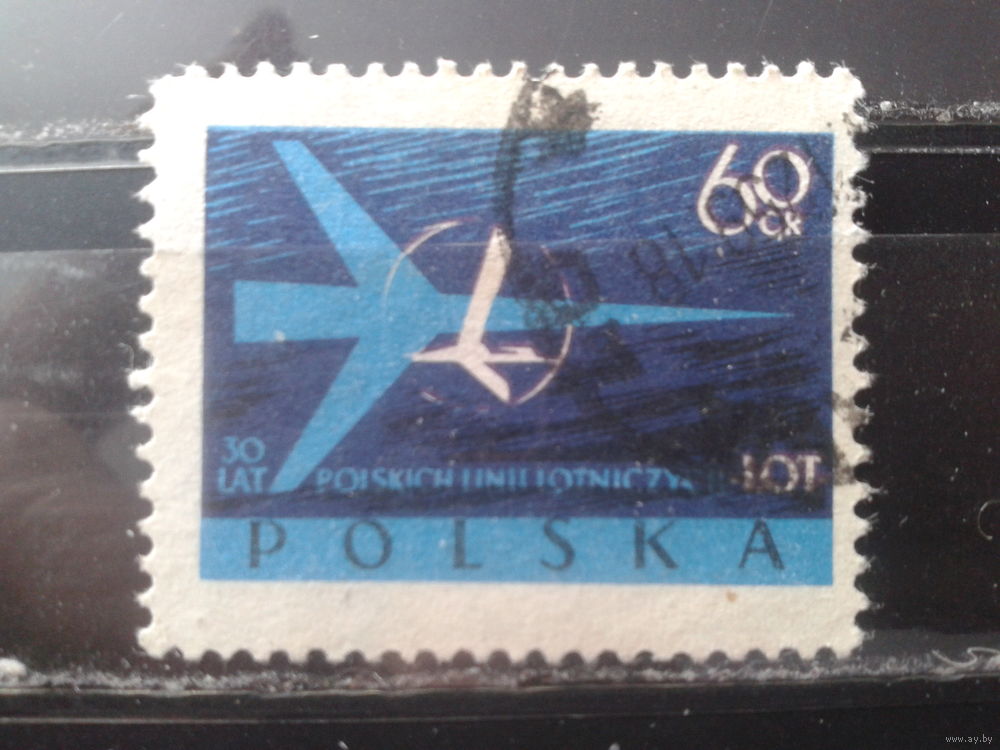 60
GR
30
LAT POLSKICH LINII LOTNICZYCH LOT
POLSKA
www.ay.by